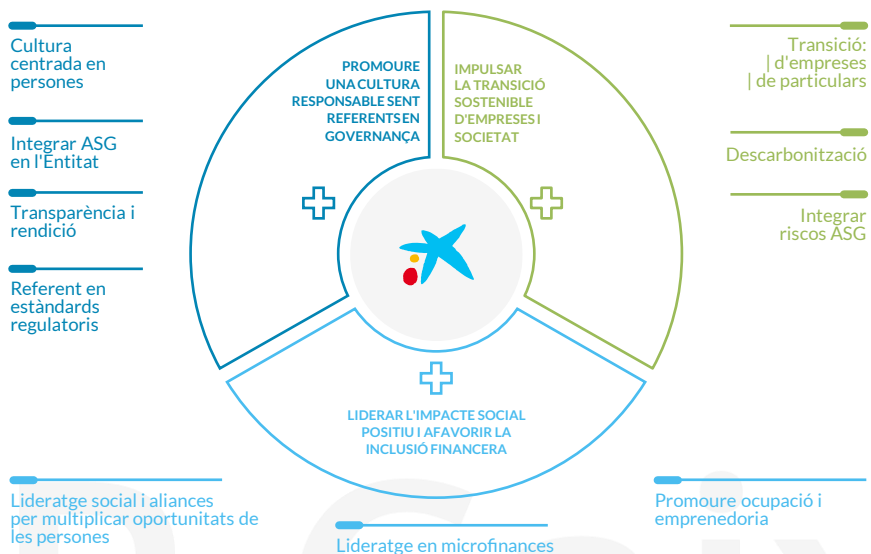 Cultura
centrada en
persones
Integrar ASG
en l'Entitat
Transparència i
rendició
Referent en
estàndards
regulatoris
PROMOURE
UNA CULTURA
RESPONSABLE SENT
REFERENTS EN
GOVERNANÇA
IMPULSAR
LA TRANSICIÓ
SOSTENIBLE
D'EMPRESES I
SOCIETAT
Transició:
| d'empreses
| de particulars
Descarbonització
Integrar
riscos ASG
LIDERAR L'IMPACTE SOCIAL
POSITIU I AFAVORIR LA
INCLUSIÓ FINANCERA
Lideratge social i aliances
per multiplicar oportunitats de
les persones
Lideratge en microfinances
Promoure ocupació i
emprenedoria